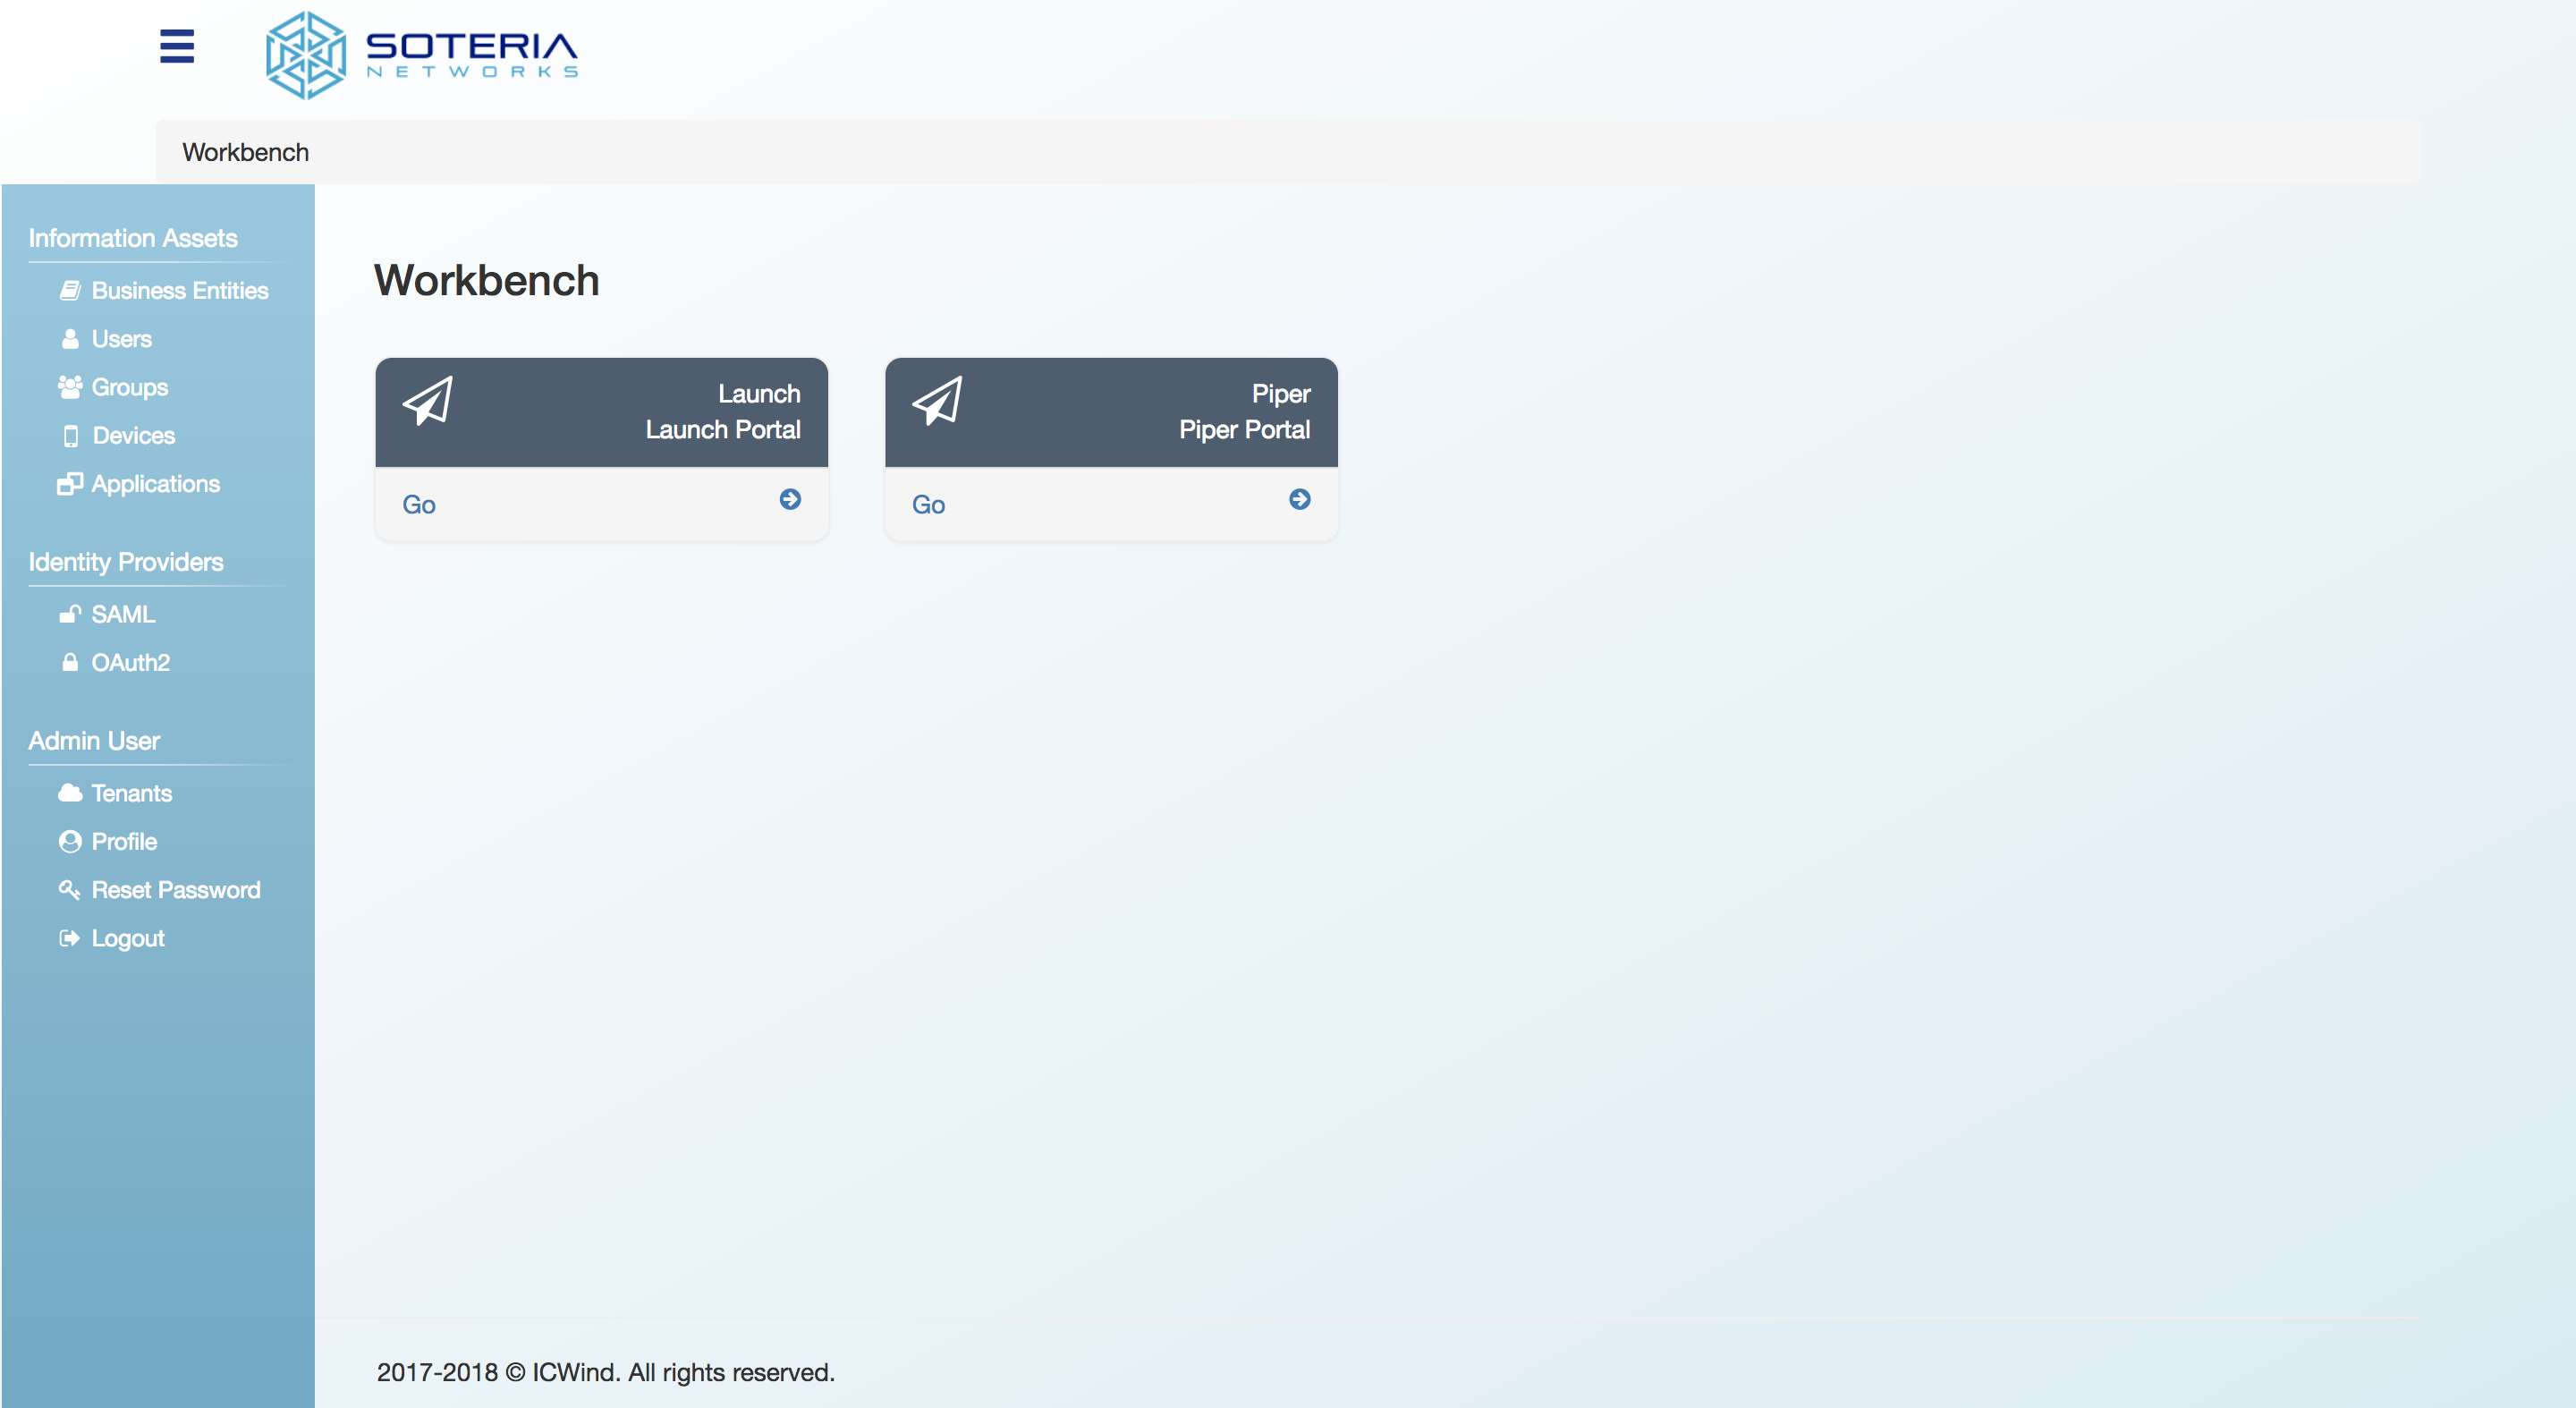 SOTERIA
NETWORKS
Workbench
Information Assets
Business Entities
Users
Groups
Devices
Applications
Identity Providers
SAML
OAuth2
Admin User
Tenants
Profile
Reset Password
Logout
Workbench
Launch
Launch Portal
Go
Piper
Piper Portal
Go
2017-2018 © ICWind. All rights reserved.